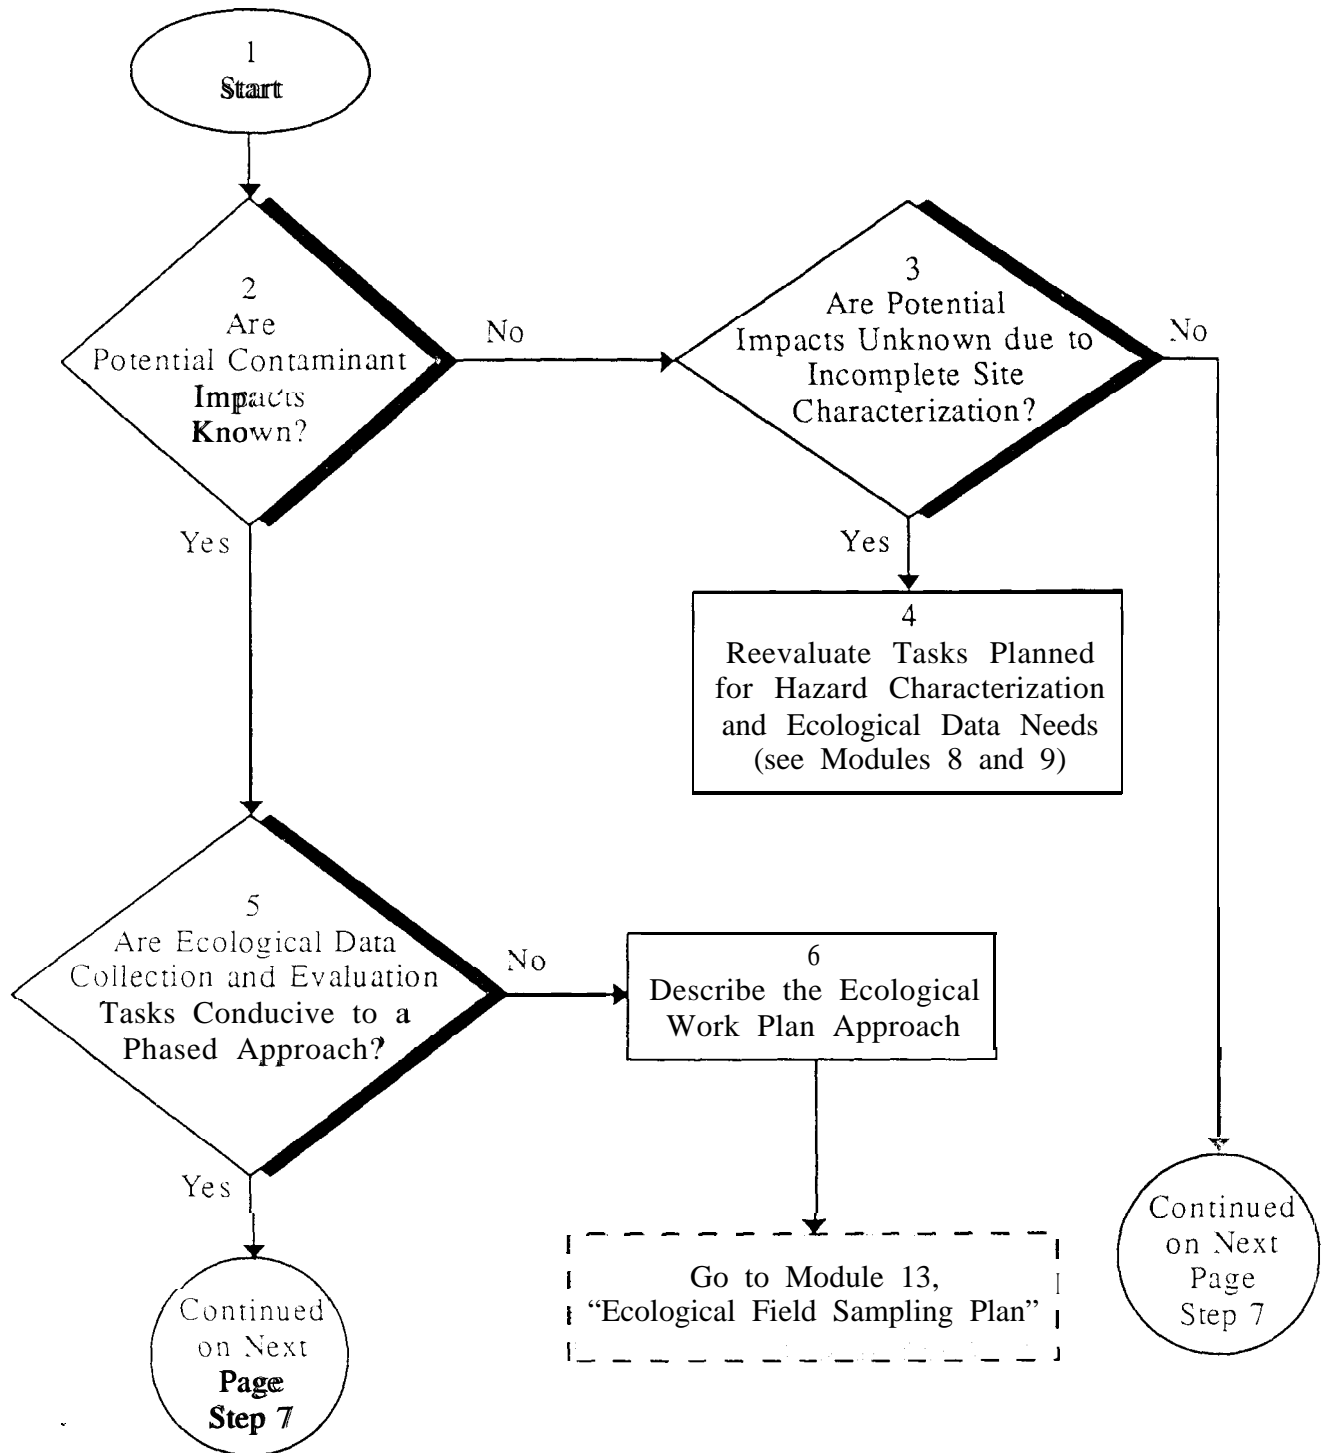 1
Start
2
Are
Potential Contaminant
Impacts
Known?
No
Yes
3
Are Potential
Impacts Unknown due to
Incomplete Site
Characterization?
No
Yes
4
Reevaluate Tasks Planned
for Hazard Characterization
and Ecological Data Needs
(see Modules 8 and 9)
5
Are Ecological Data
Collection and Evaluation
Tasks Conducive to a
Phased Approach?
No
Yes
6
Describe the Ecological
Work Plan Approach
Go to Module 13,
“Ecological Field Sampling Plan”
Continued
on Next
Page
Step 7
Continued
on Next
Page
Step 7